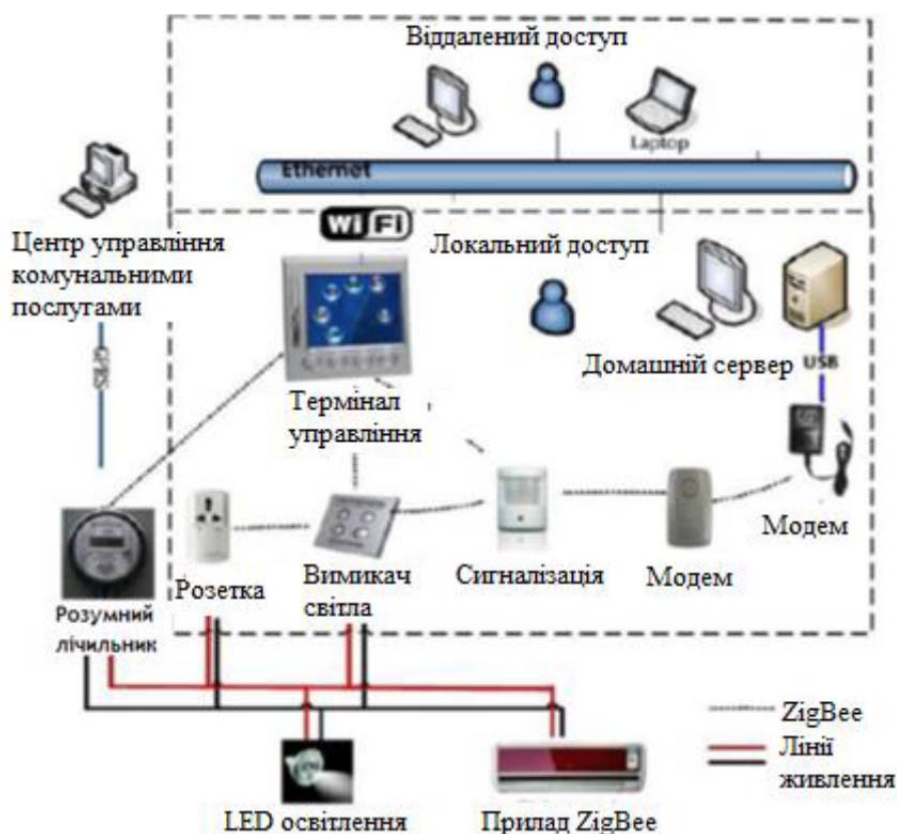 Віддалений доступ
Laptop
Ethernet
WiFi
Центр управління
комунальними
послугами
Локальний доступ
GPRS
Домашній сервер
USB
Термінал
управління
Модем
Розетка
Вимикач
світла
Сигналізація
Модем
Розумний
лічильник
ZigBee
Лінії
живлення
LED освітлення
Прилад ZigBee